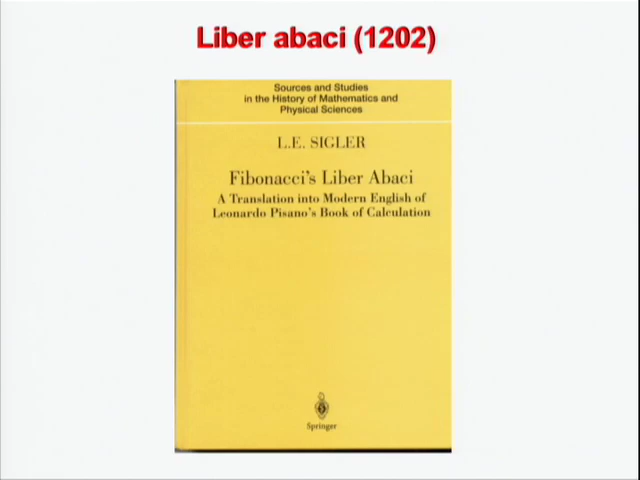 Liber abaci (1202)
Sources and Studies
in the History of Mathematics and
Physical Sciences
L.E. SIGLER
Fibonacci's Liber Abaci
A Translation into Modern English of
Leonardo Pisano's Book of Calculation
Springer